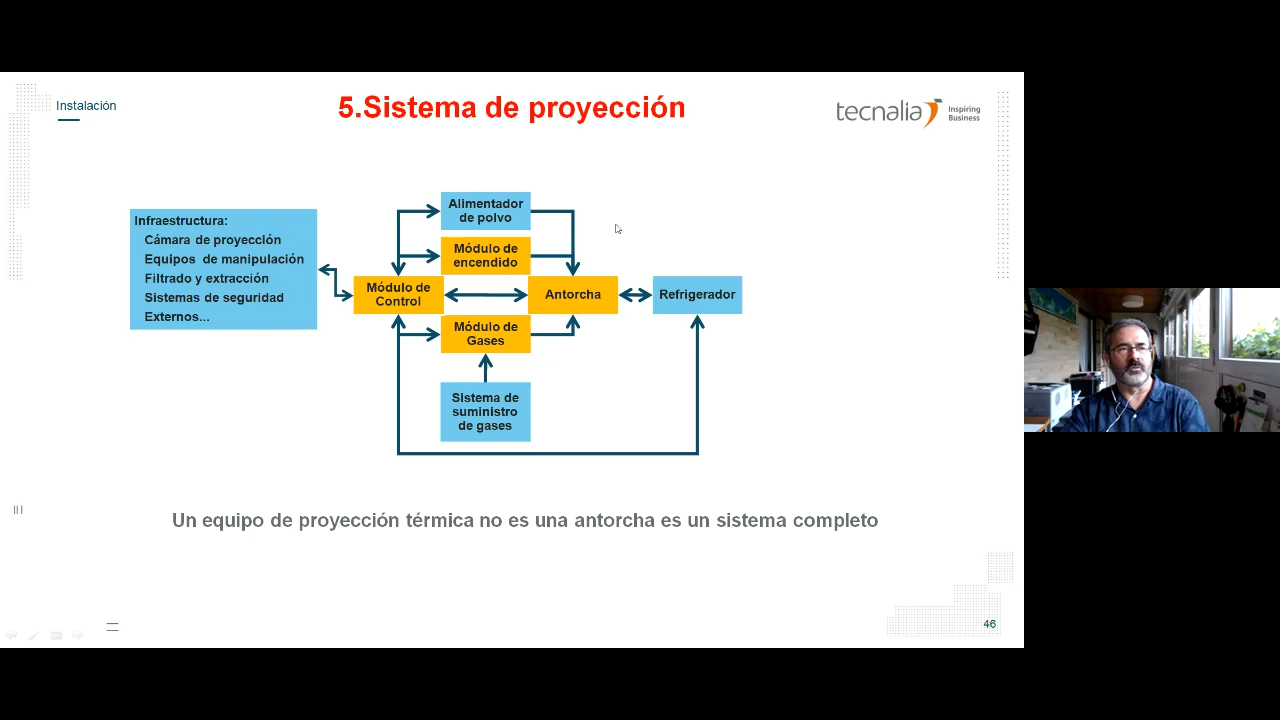 Instalación
5.Sistema de proyección
tecnalia
Inspiring
Business
Infraestructura:
Cámara de proyección
Equipos de manipulación
Filtrado y extracción
Sistemas de seguridad
Externos...
Alimentador
de polvo
Módulo de
encendido
Módulo de
Control
Antorcha
Refrigerador
Módulo de
Gases
Sistema de
suministro
de gases
Un equipo de proyección térmica no es una antorcha es un sistema completo
46